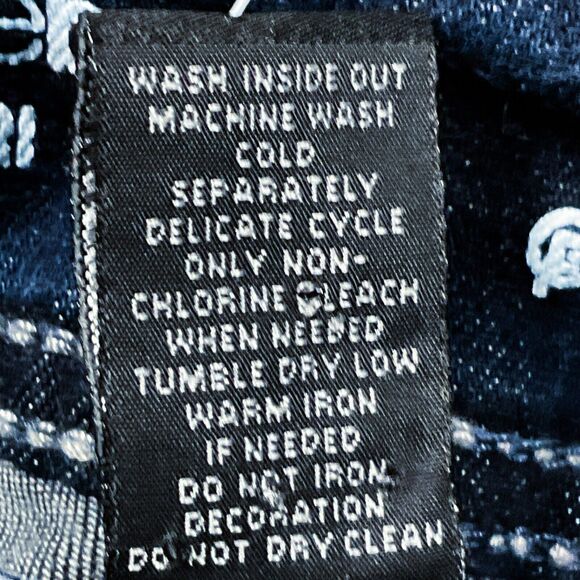 WASH INSIDE OUT
MACHINE WASH
COLD
SEPARATELY
DELICATE CYCLE
ONLY NON-
CHLORINE BLEACH
WHEN NEEDED
TUMBLE DRY LOW
WARM IRON
IF NEEDED
DO NOT IRON
DECORATION
DO NOT DRY CLEAN